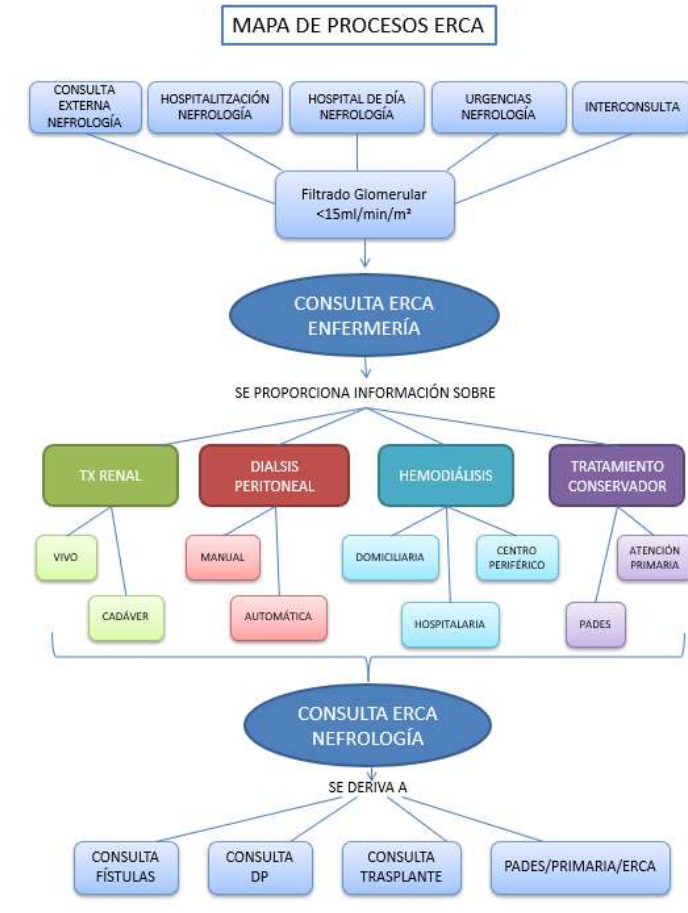 MAPA DE PROCESOS ERCA
CONSULTA
EXTERNA
NEFROLOGÍA
HOSPITALITZACIÓN
NEFROLOGÍA
HOSPITAL DE DÍA
NEFROLOGÍA
URGENCIAS
NEFROLOGÍA
INTERCONSULTA
Filtrado Glomerular
<15ml/min/m²
CONSULTA ERCA
ENFERMERÍA
SE PROPORCIONA INFORMACIÓN SOBRE
TX RENAL
DIALSIS
PERITONEAL
HEMODIÁLISIS
TRATAMIENTO
CONSERVADOR
VIVO
MANUAL
DOMICILIARIA
CENTRO
PERIFÉRICO
ATENCIÓN
PRIMARIA
CADÁVER
AUTOMÁTICA
HOSPITALARIA
PADES
CONSULTA ERCA
NEFROLOGÍA
SE DERIVA A
CONSULTA
FÍSTULAS
CONSULTA
DP
CONSULTA
TRASPLANTE
PADES/PRIMARIA/ERCA